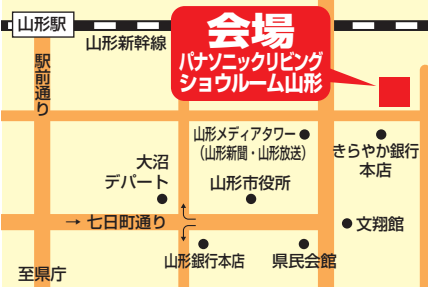 山形駅
山形新幹線
駅前通り
会場
パナソニックリビング
ショウルーム山形
山形メディアタワー
(山形新聞・山形放送)
きらやか銀行
本店
大沼
デパート
山形市役所
→ 七日町通り
文翔館
山形銀行本店
県民会館
至県庁